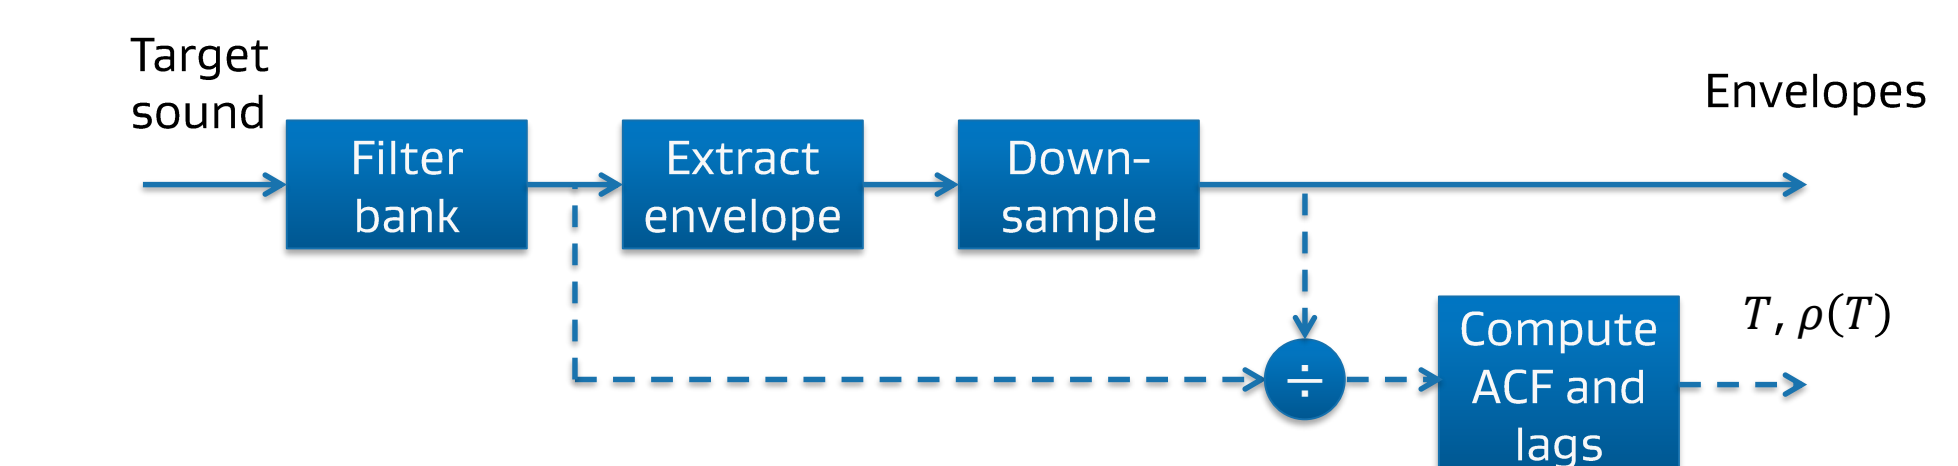 Target
sound
Filter
bank
Extract
envelope
Down-
sample
Envelopes
÷
Compute
ACF and
lags
T, ρ(T)